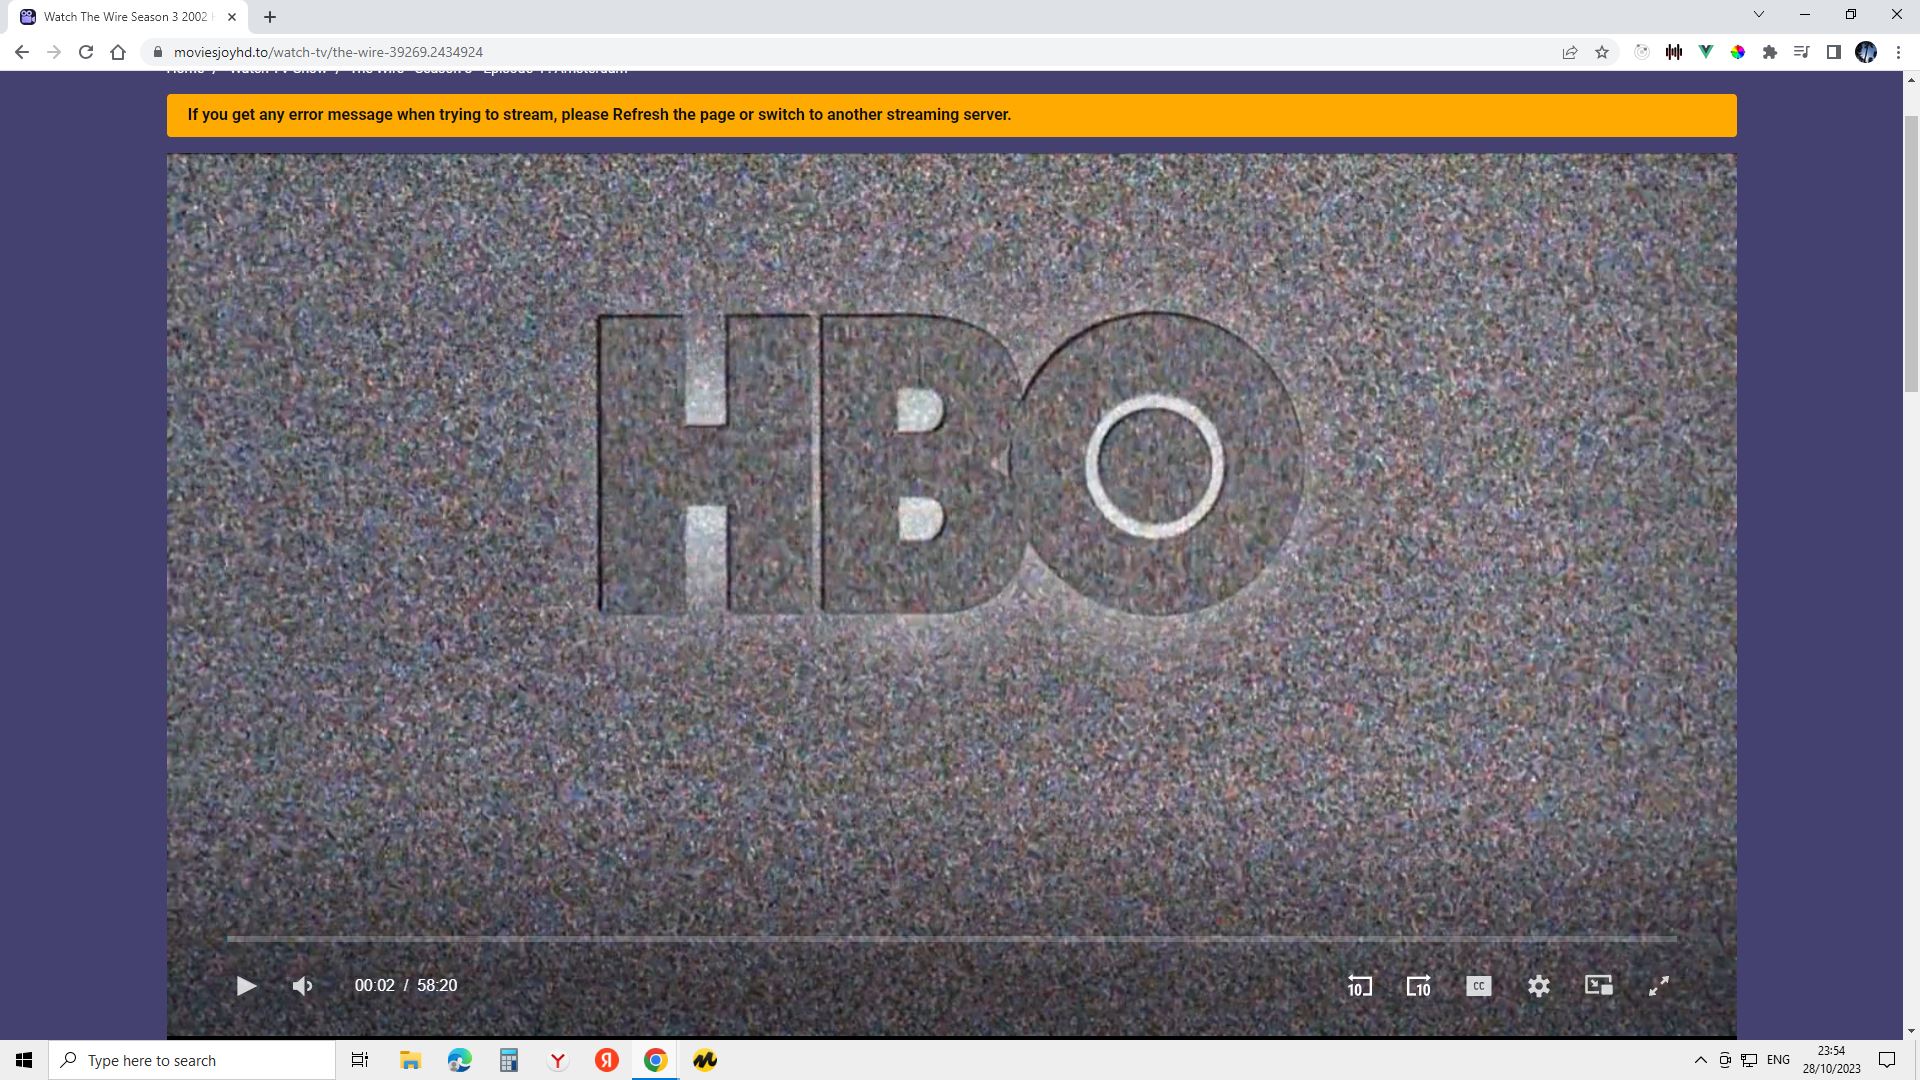 Watch The Wire Season 3 2002
moviesjoyhd.to/watch-tv/the-wire-39269.2434924
If you get any error message when trying to stream, please Refresh the page or switch to another streaming server.
HBO
00:02 / 58:20
10
10
CC
Type here to search
Y
Я
ENG
23:54
28/10/2023